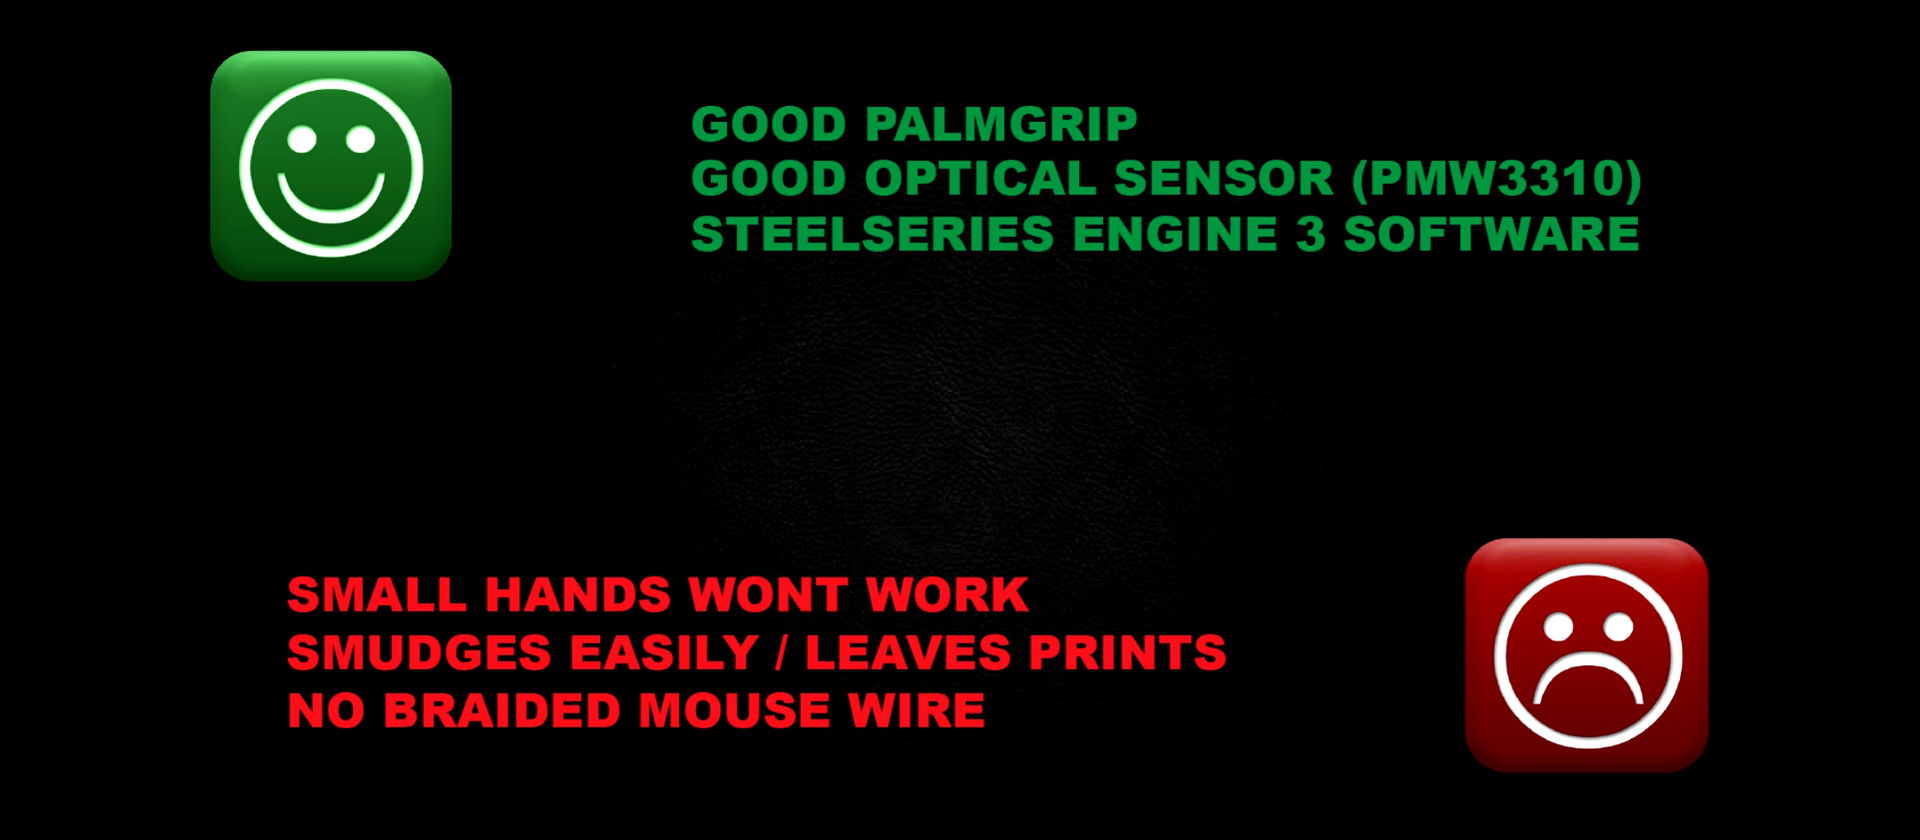 GOOD PALMGRIP
GOOD OPTICAL SENSOR (PMW3310)
STEELSERIES ENGINE 3 SOFTWARE
SMALL HANDS WONT WORK
SMUDGES EASILY / LEAVES PRINTS
NO BRAIDED MOUSE WIRE